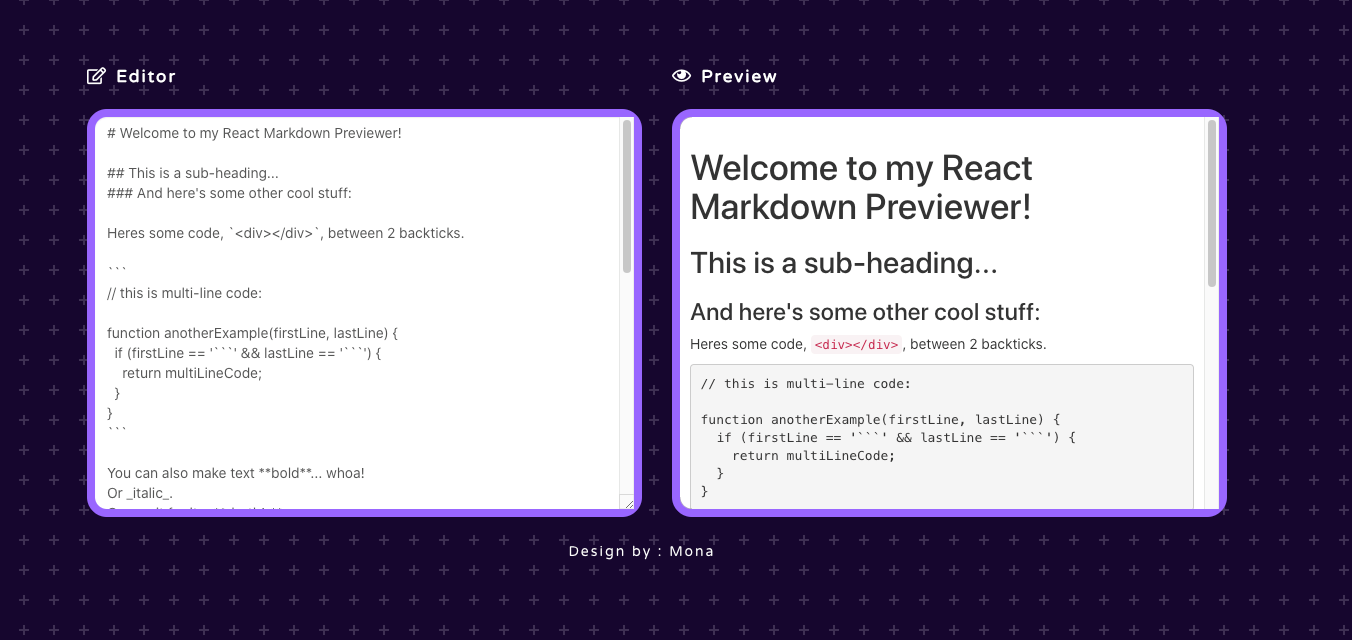 Editor
# Welcome to my React Markdown Previewer!
## This is a sub-heading...
### And here's some other cool stuff:
Heres some code, `<div></div>`, between 2 backticks.
```
// this is multi-line code:
function anotherExample(firstLine, lastLine) {
  if (firstLine == '```' && lastLine == '```') {
    return multiLineCode;
  }
}
```
You can also make text **bold**... whoa!
Or _italic_.
Preview
Welcome to my React
Markdown Previewer!
This is a sub-heading...
And here's some other cool stuff:
Heres some code, <div></div>, between 2 backticks.
// this is multi-line code:
function anotherExample(firstLine, lastLine) {
  if (firstLine == '```' && lastLine == '```') {
    return multiLineCode;
  }
}
Design by : Mona